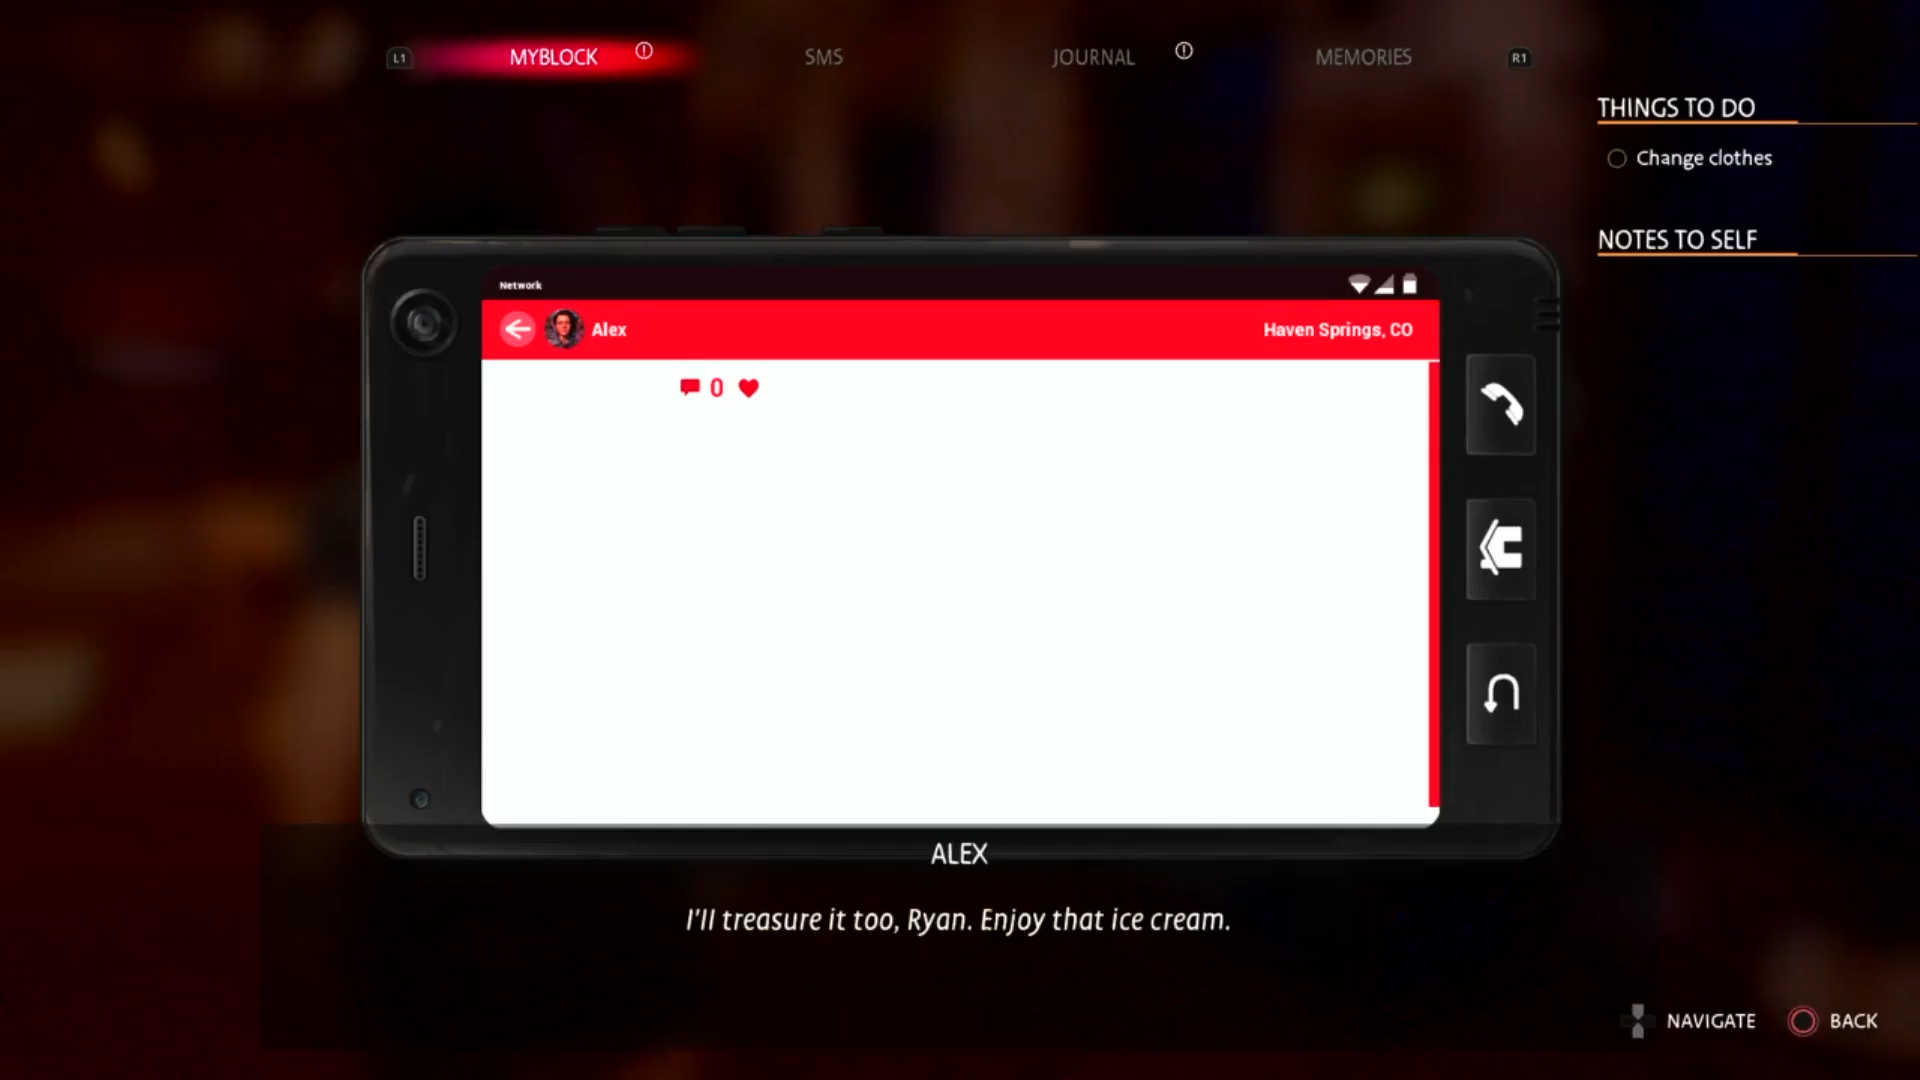 L1
MYBLOCK
SMS
JOURNAL
MEMORIES
R1
THINGS TO DO
Change clothes
NOTES TO SELF
Network
Alex
Haven Springs, CO
0
ALEX
I'll treasure it too, Ryan. Enjoy that ice cream.
NAVIGATE
BACK